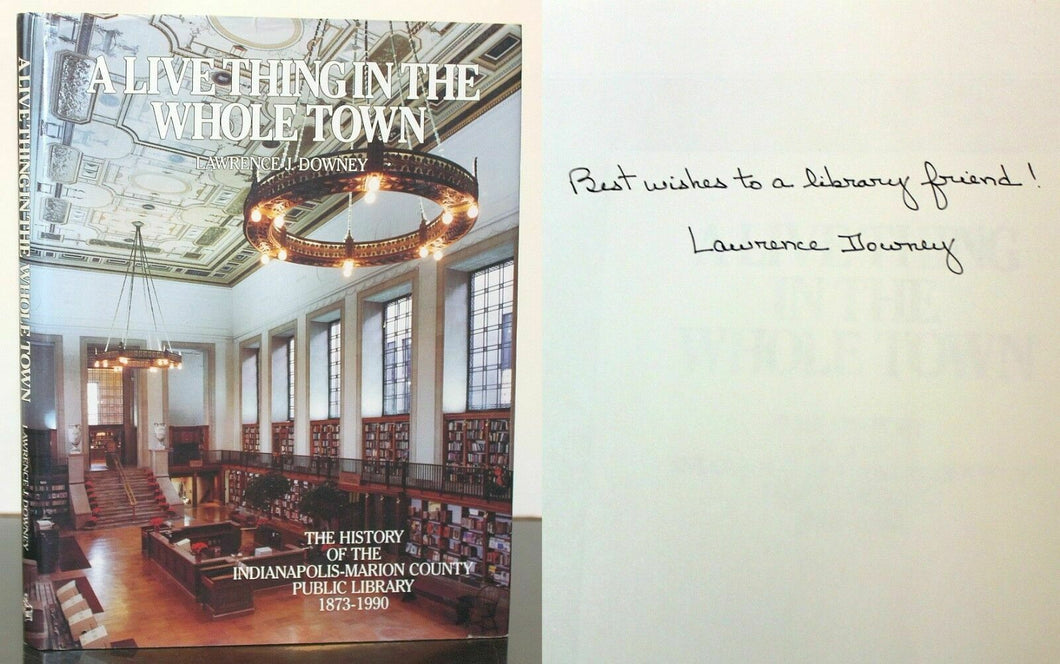 A LIVE THING IN THE
WHOLE TOWN
LAWRENCE J. DOWNEY
THE HISTORY
OF THE
INDIANAPOLIS-MARION COUNTY
PUBLIC LIBRARY
1873-1990
A LIVE THING IN THE WHOLE TOWN LAWRENCE J. DOWNEY
Best wishes to a library friend!
Lawrence Downey